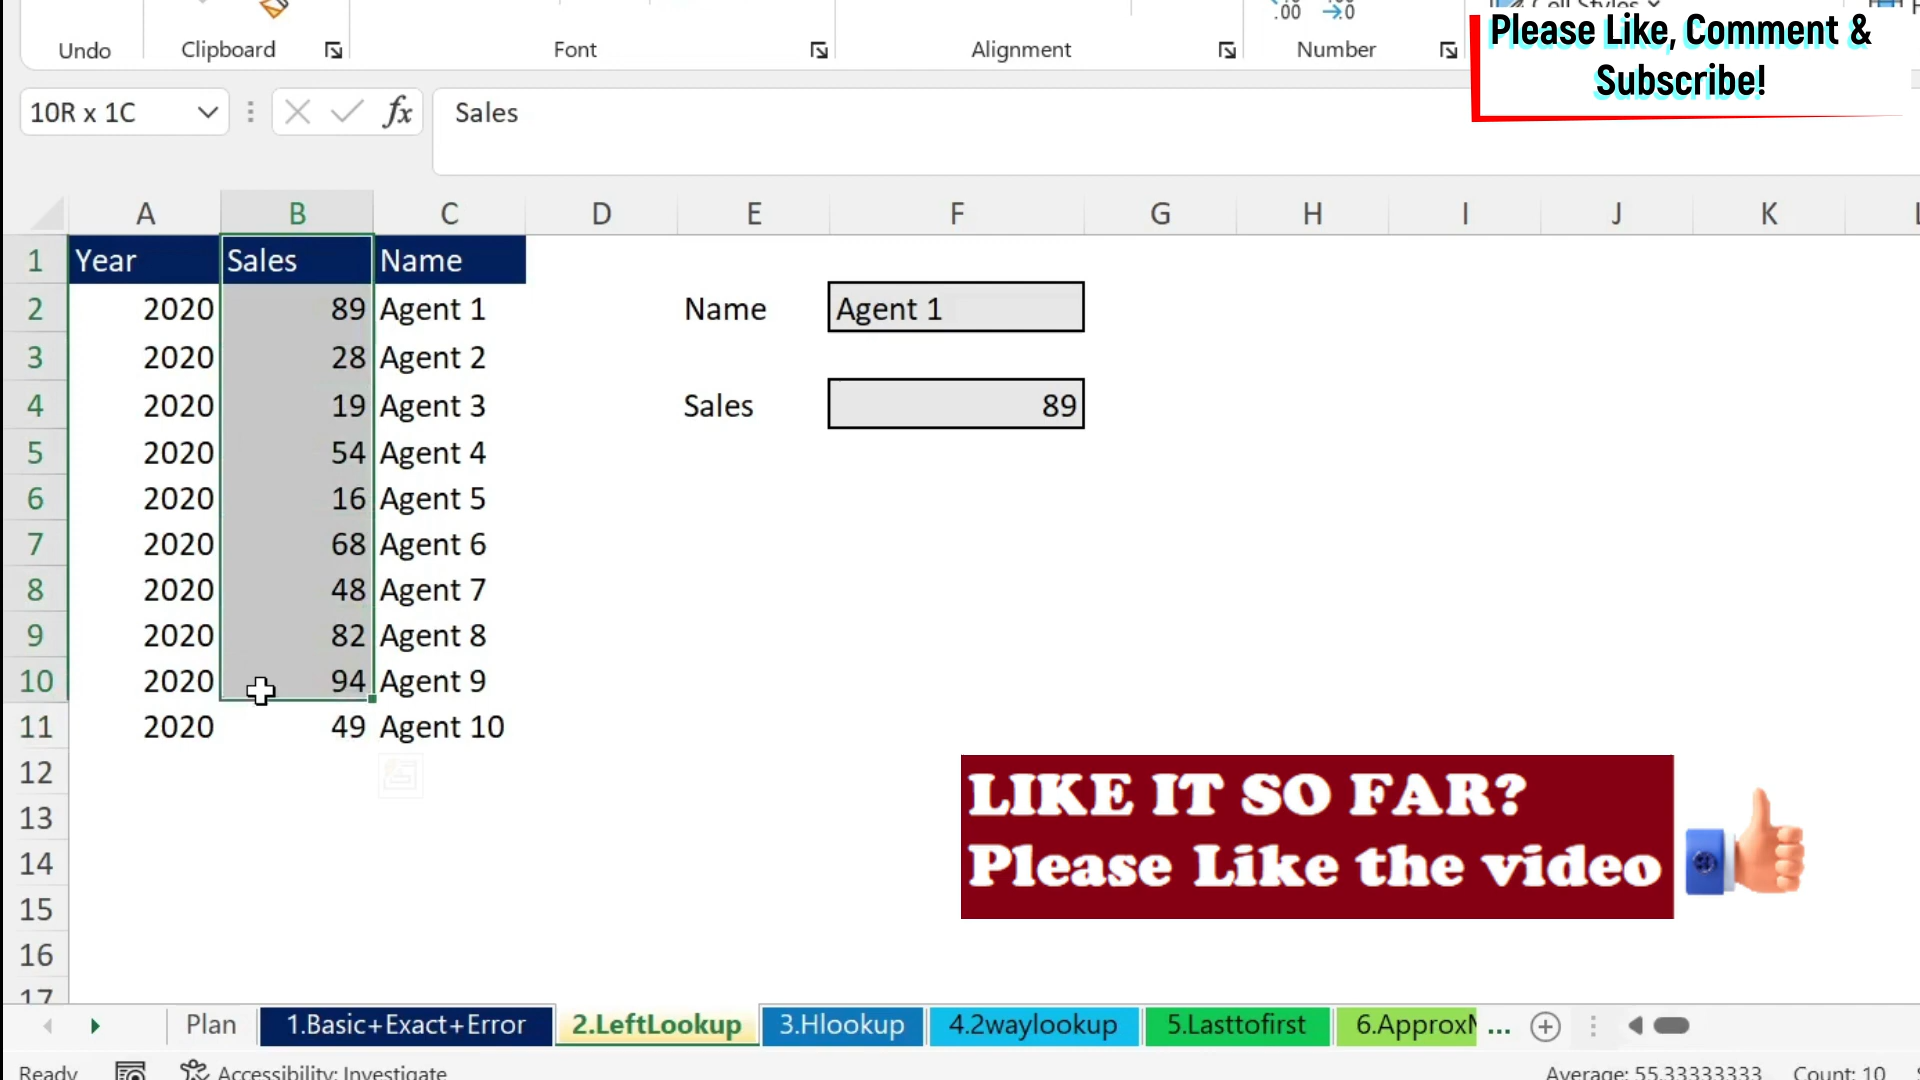 Cell Styles
.00 →.0
Undo Clipboard Font Alignment Number
Please Like, Comment &
Subscribe!
10R x 1C fx Sales
A B C D E F G H I J K L
1 Year Sales Name
2 2020 89 Agent 1 Name Agent 1
3 2020 28 Agent 2
4 2020 19 Agent 3 Sales 89
5 2020 54 Agent 4
6 2020 16 Agent 5
7 2020 68 Agent 6
8 2020 48 Agent 7
9 2020 82 Agent 8
10 2020 94 Agent 9
11 2020 49 Agent 10
12
13
14
15
16
17
LIKE IT SO FAR?
Please Like the video
Plan 1.Basic+Exact+Error 2.LeftLookup 3.Hlookup 4.2waylookup 5.Lasttofirst 6.ApproxM ...
Ready Accessibility: Investigate Average: 55.33333333 Count: 10